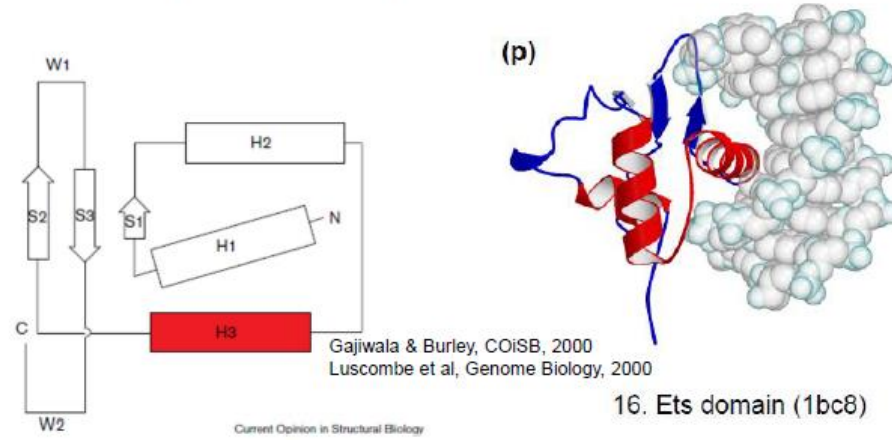 W1
H2
S2
S3
S1
H1
N
C
H3
W2
Current Opinion in Structural Biology
Gajiwala & Burley, COiSB, 2000
Luscombe et al, Genome Biology, 2000
(p)
16. Ets domain (1bc8)